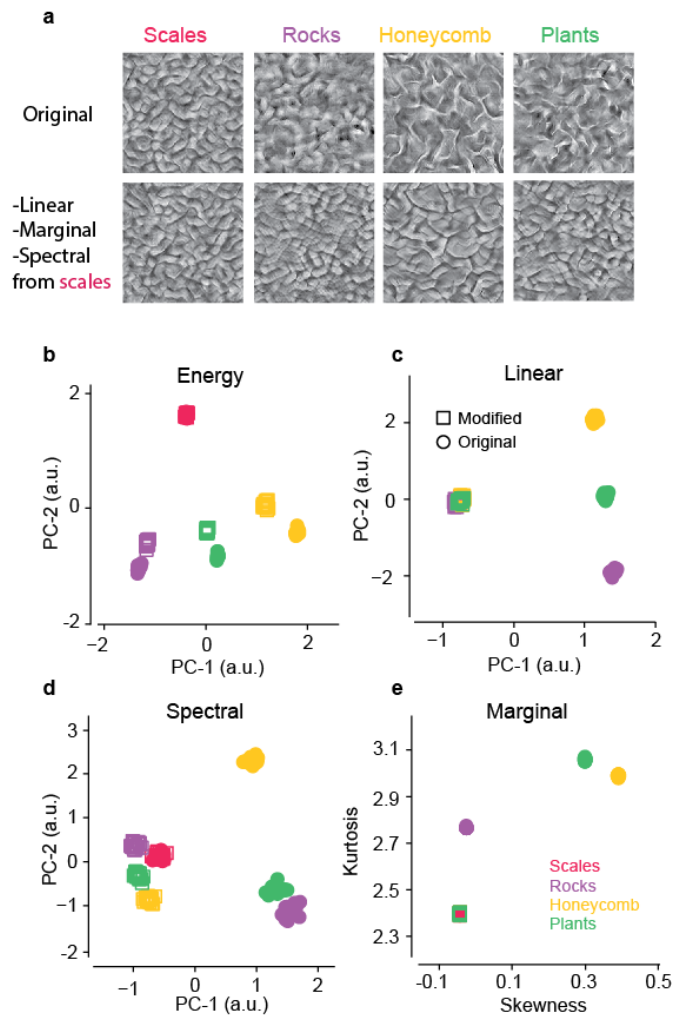 a
Scales Rocks Honeycomb Plants
Original
-Linear
-Marginal
-Spectral
from scales
b
Energy
2
0
-2
PC-2 (a.u.)
−2 0 2
PC-1 (a.u.)
c
Linear
Modified
Original
2
0
−2
PC-2 (a.u.)
−1 0 1 2
PC-1 (a.u.)
d
Spectral
3
2
1
0
-1
-2
PC-2 (a.u.)
−1 0 1 2
PC-1 (a.u.)
e
Marginal
3.1
2.9
2.7
2.5
2.3
Kurtosis
Scales
Rocks
Honeycomb
Plants
-0.1 0.1 0.3 0.5
Skewness